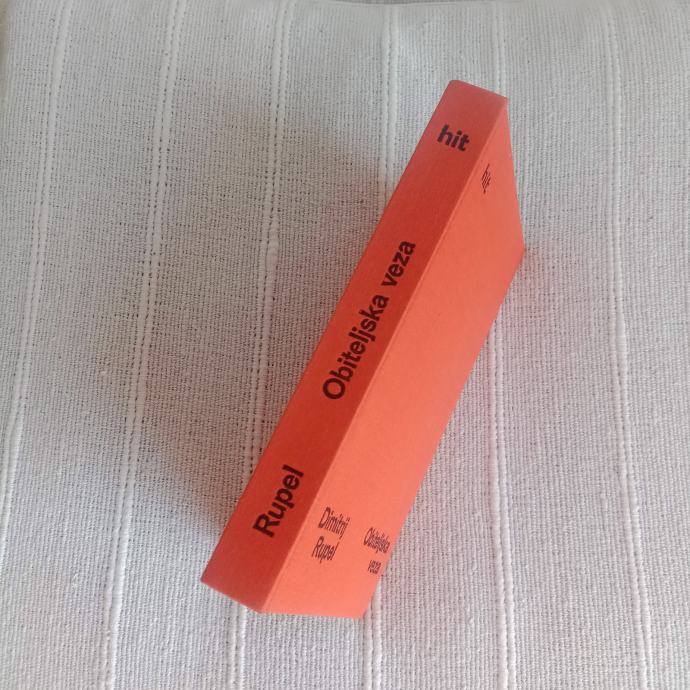 hit
Obiteljska veza
Rupel
hit
Dimitrij
Rupel
Obiteljska
veza